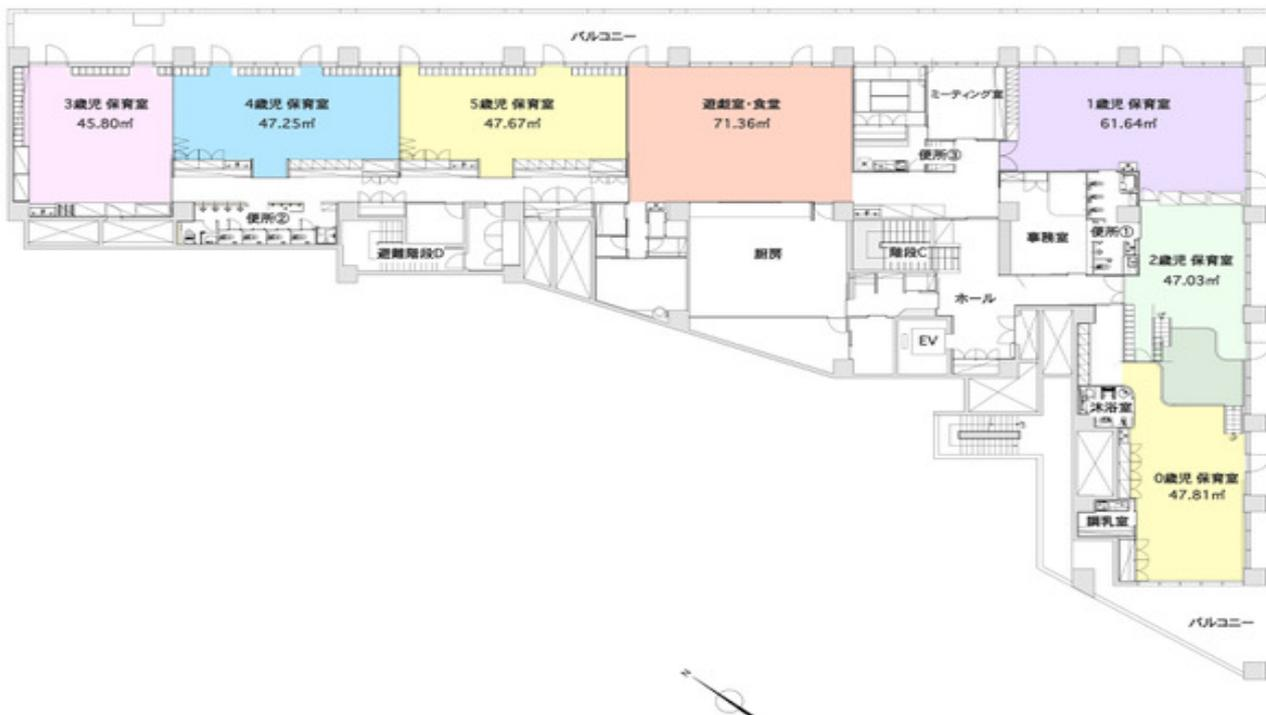 バルコニー
3歳児 保育室
45.80㎡
4歳児 保育室
47.25㎡
5歳児 保育室
47.67㎡
遊戯室・食堂
71.36㎡
ミーティング室
1歳児 保育室
61.64㎡
便所③
便所②
避難階段D
厨房
階段C
事務室
便所①
2歳児 保育室
47.03㎡
ホール
EV
沐浴室
0歳児 保育室
47.81㎡
調乳室
バルコニー
N